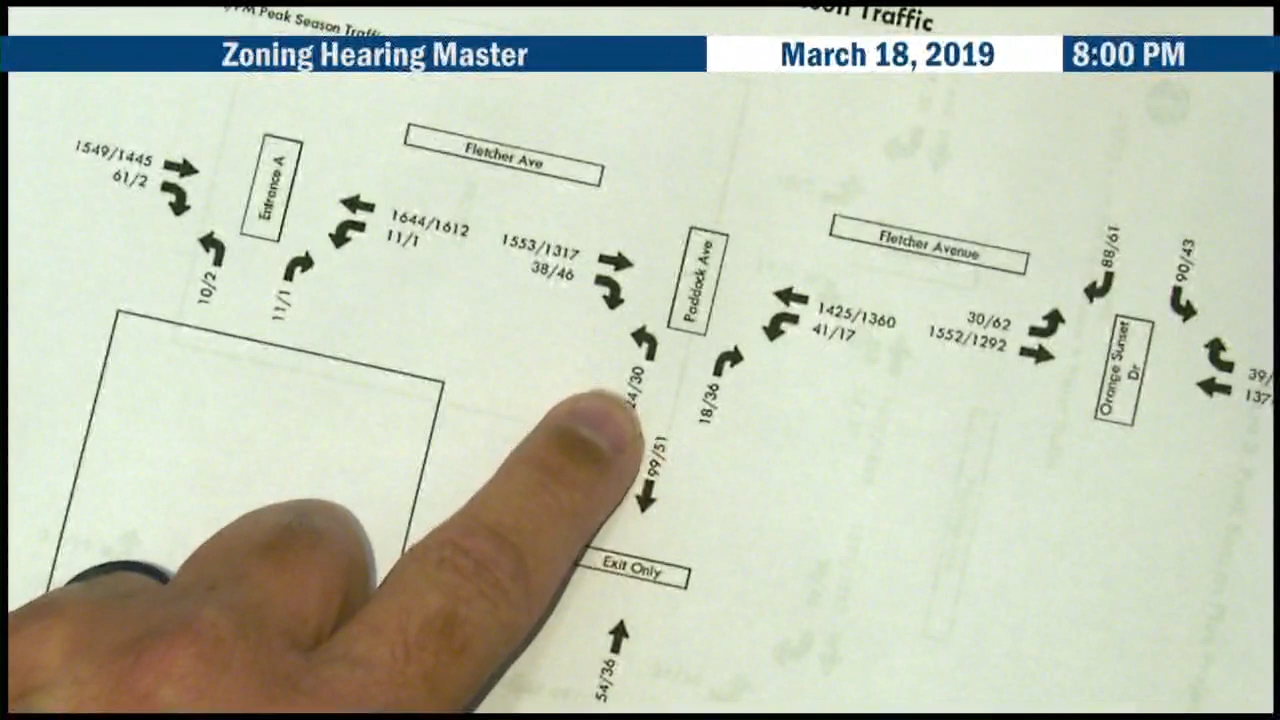 PM Peak Season
Traffic
Zoning Hearing Master
March 18, 2019
8:00 PM
1549/1445
61/2
Entrance A
Fletcher Ave
1644/1612
11/1
10/2
11/1
1553/1317
38/46
Paddock Ave
Fletcher Avenue
1425/1360
41/17
30/62
1552/1292
88/61
90/43
Orange Sunset
Dr
18/36
99/51
Exit Only
54/36